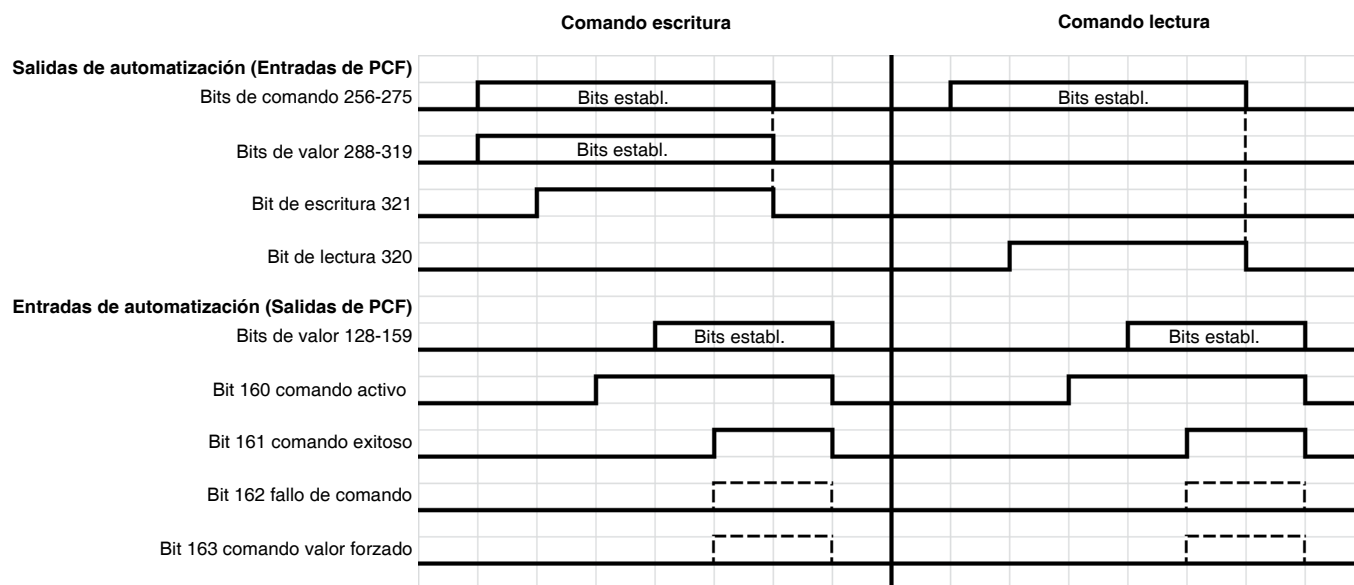 Comando escritura
Comando lectura
Salidas de automatización (Entradas de PCF)
Bits de comando 256-275
Bits establ.
Bits establ.
Bits de valor 288-319
Bits establ.
Bit de escritura 321
Bit de lectura 320
Entradas de automatización (Salidas de PCF)
Bits de valor 128-159
Bits establ.
Bits establ.
Bit 160 comando activo
Bit 161 comando exitoso
Bit 162 fallo de comando
Bit 163 comando valor forzado